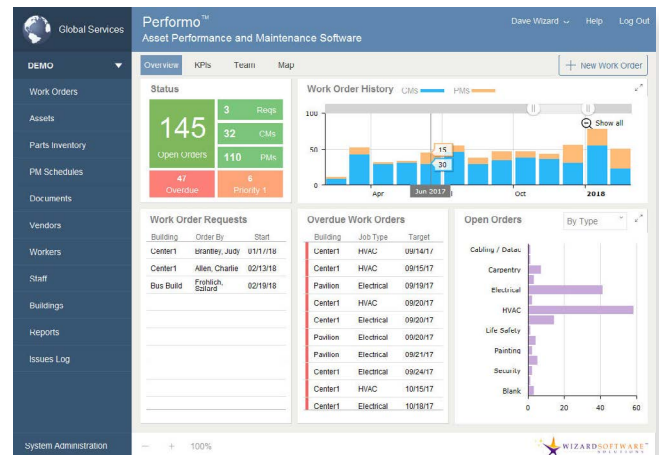 Global Services
Performo™
Asset Performance and Maintenance Software
Dave Wizard
Help
Log Out
DEMO
Overview
KPIs
Team
Map
+ New Work Order
Work Orders
Assets
Parts Inventory
PM Schedules
Documents
Vendors
Workers
Staff
Buildings
Reports
Issues Log
System Administration
Status
145
Open Orders
3 Reqs
32 CMs
110 PMs
47
Overdue
6
Priority 1
Work Order History CMs PMs
Show all
100
50
0
15
30
Apr
Jun 2017
Oct
2018
Work Order Requests
Building Order By Start
Center1 Brantley, Judy 01/17/18
Center1 Allen, Charlie 02/13/18
Bus Build Frohlich, Szilard 02/19/18
Overdue Work Orders
Building Job Type Target
Center1 HVAC 09/14/17
Center1 HVAC 09/15/17
Pavilion Electrical 09/19/17
Center1 HVAC 09/20/17
Center1 Electrical 09/20/17
Pavilion Electrical 09/20/17
Pavilion Electrical 09/21/17
Center1 Electrical 09/24/17
Center1 HVAC 10/15/17
Center1 Electrical 10/18/17
Open Orders
By Type
Cabling / Datac
Carpentry
Electrical
HVAC
Life Safety
Painting
Security
Blank
0 20 40 60
− + 100%
WIZARDSOFTWARE™
SOLUTIONS